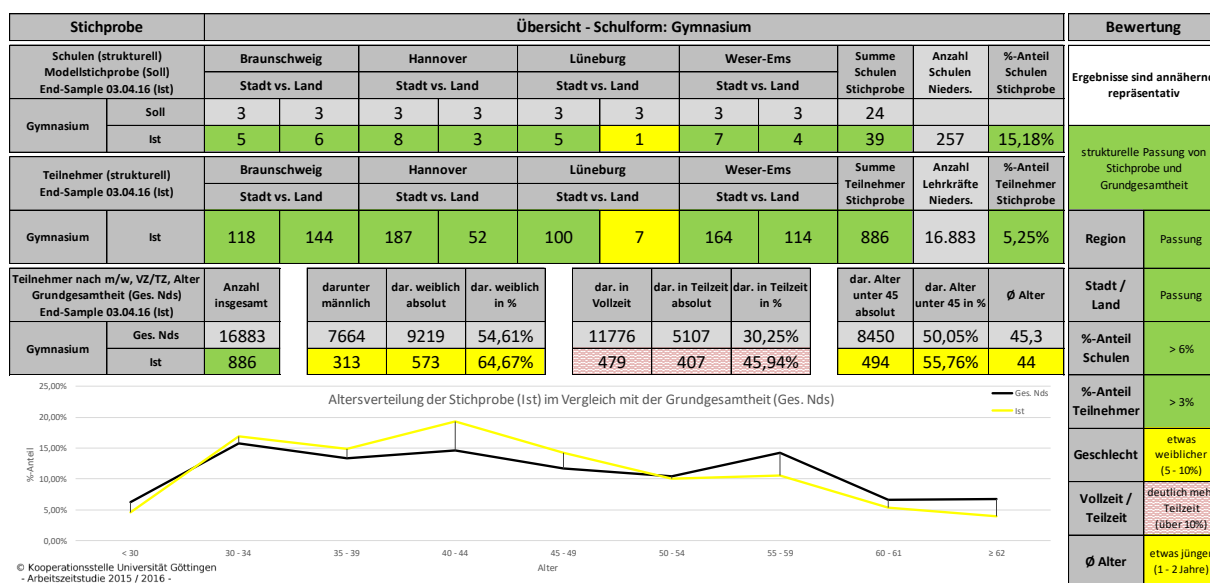 Stichprobe Übersicht - Schulform: Gymnasium Bewertung
Schulen (strukturell)
Modellstichprobe (Soll)
End-Sample 03.04.16 (Ist)
Braunschweig Hannover Lüneburg Weser-Ems
Stadt vs. Land Stadt vs. Land Stadt vs. Land Stadt vs. Land
Summe
Schulen
Stichprobe
Anzahl
Schulen
Nieders.
%-Anteil
Schulen
Stichprobe
Ergebnisse sind annähernd
repräsentativ
Gymnasium
Soll 3 3 3 3 3 3 3 3 24
Ist 5 6 8 3 5 1 7 4 39 257 15,18%
strukturelle Passung von
Stichprobe und
Grundgesamtheit
Teilnehmer (strukturell)
End-Sample 03.04.16 (Ist)
Braunschweig Hannover Lüneburg Weser-Ems
Stadt vs. Land Stadt vs. Land Stadt vs. Land Stadt vs. Land
Summe
Teilnehmer
Stichprobe
Anzahl
Lehrkräfte
Nieders.
%-Anteil
Teilnehmer
Stichprobe
Gymnasium Ist 118 144 187 52 100 7 164 114 886 16.883 5,25%
Region Passung
Teilnehmer nach m/w, VZ/TZ, Alter
Grundgesamtheit (Ges. Nds)
End-Sample 03.04.16 (Ist)
Anzahl
insgesamt
darunter
männlich
dar. weiblich
absolut
dar. weiblich
in %
dar. in
Vollzeit
dar. in Teilzeit
absolut
dar. in Teilzeit
in %
dar. Alter
unter 45
absolut
dar. Alter
unter 45 in %
Ø Alter
Stadt /
Land
Passung
Gymnasium
Ges. Nds 16883 7664 9219 54,61% 11776 5107 30,25% 8450 50,05% 45,3
Ist 886 313 573 64,67% 479 407 45,94% 494 55,76% 44
%-Anteil
Schulen
> 6%
%-Anteil
Teilnehmer
> 3%
Geschlecht
etwas
weiblicher
(5 - 10%)
Vollzeit /
Teilzeit
deutlich meh
Teilzeit
(über 10%)
Ø Alter
etwas jünger
(1 - 2 Jahre)
Altersverteilung der Stichprobe (Ist) im Vergleich mit der Grundgesamtheit (Ges. Nds)
Ges. Nds
Ist
%-Anteil
25,00%
20,00%
15,00%
10,00%
5,00%
0,00%
< 30 30 - 34 35 - 39 40 - 44 45 - 49 50 - 54 55 - 59 60 - 61 ≥ 62
Alter
© Kooperationsstelle Universität Göttingen
- Arbeitszeitstudie 2015 / 2016 -